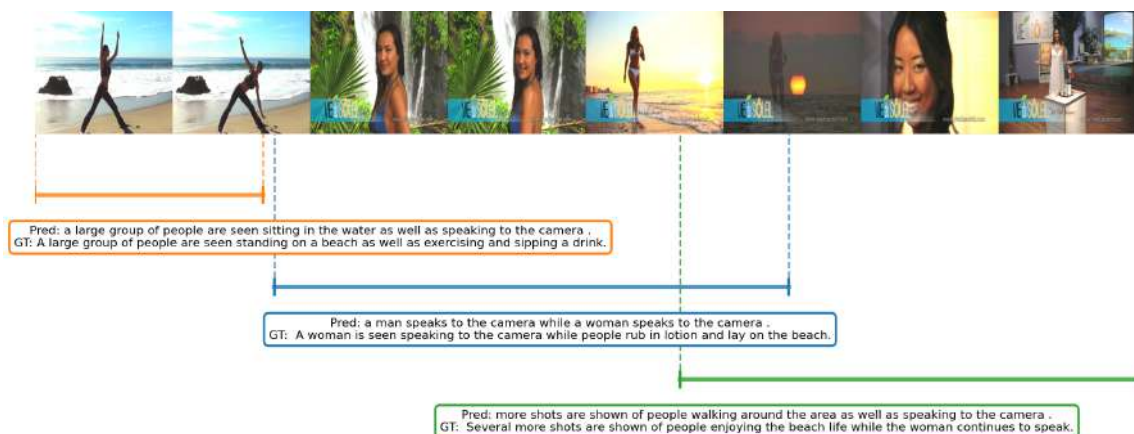 VIE SOLEIL
Pred: a large group of people are seen sitting in the water as well as speaking to the camera .
GT: A large group of people are seen standing on a beach as well as exercising and sipping a drink.
Pred: a man speaks to the camera while a woman speaks to the camera .
GT:  A woman is seen speaking to the camera while people rub in lotion and lay on the beach.
Pred: more shots are shown of people walking around the area as well as speaking to the camera .
GT:  Several more shots are shown of people enjoying the beach life while the woman continues to speak.